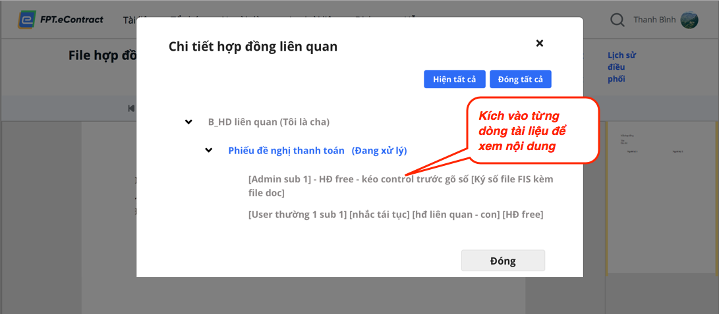 FPT.eContract
Thanh Bình
File hợp đồ
Lịch sử
điều
phối
Chi tiết hợp đồng liên quan
Hiện tất cả
Đóng tất cả
B_HD liên quan (Tôi là cha)
Phiếu đề nghị thanh toán (Đang xử lý)
[Admin sub 1] - HĐ free - kéo control trước gõ số [Ký số file FIS kèm
file doc]
[User thường 1 sub 1] [nhắc tái tục] [hđ liên quan - con] [HĐ free]
Kích vào từng
dòng tài liệu để
xem nội dung
Đóng